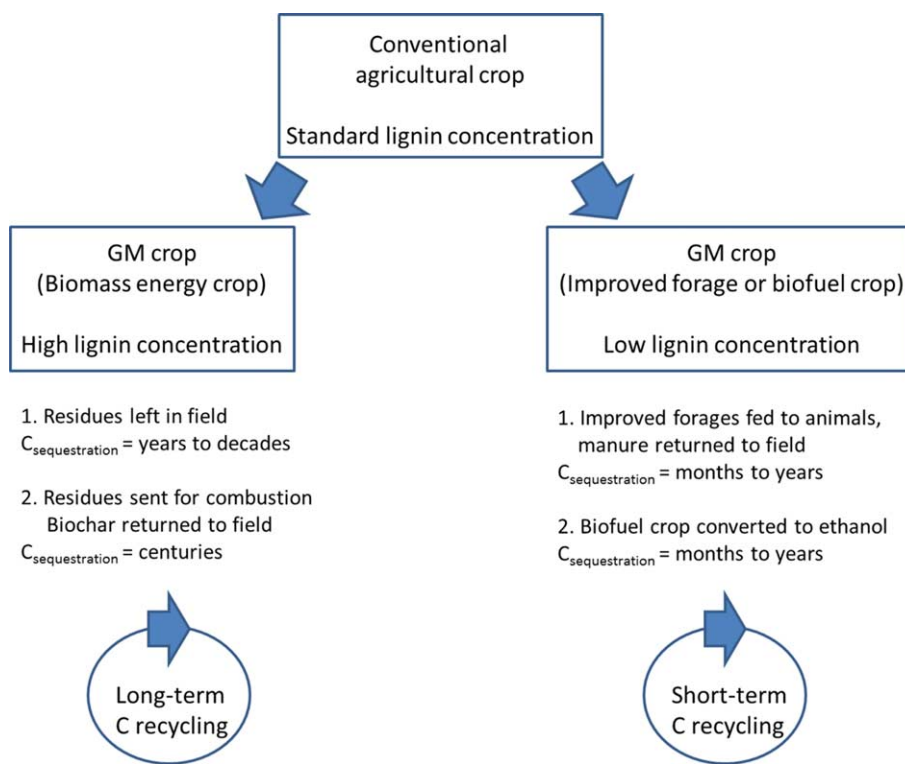 Conventional
agricultural crop
Standard lignin concentration
GM crop
(Biomass energy crop)
High lignin concentration
GM crop
(Improved forage or biofuel crop)
Low lignin concentration
1. Residues left in field
Csequestration = years to decades
2. Residues sent for combustion
Biochar returned to field
Csequestration = centuries
1. Improved forages fed to animals,
manure returned to field
Csequestration = months to years
2. Biofuel crop converted to ethanol
Csequestration = months to years
Long-term
C recycling
Short-term
C recycling